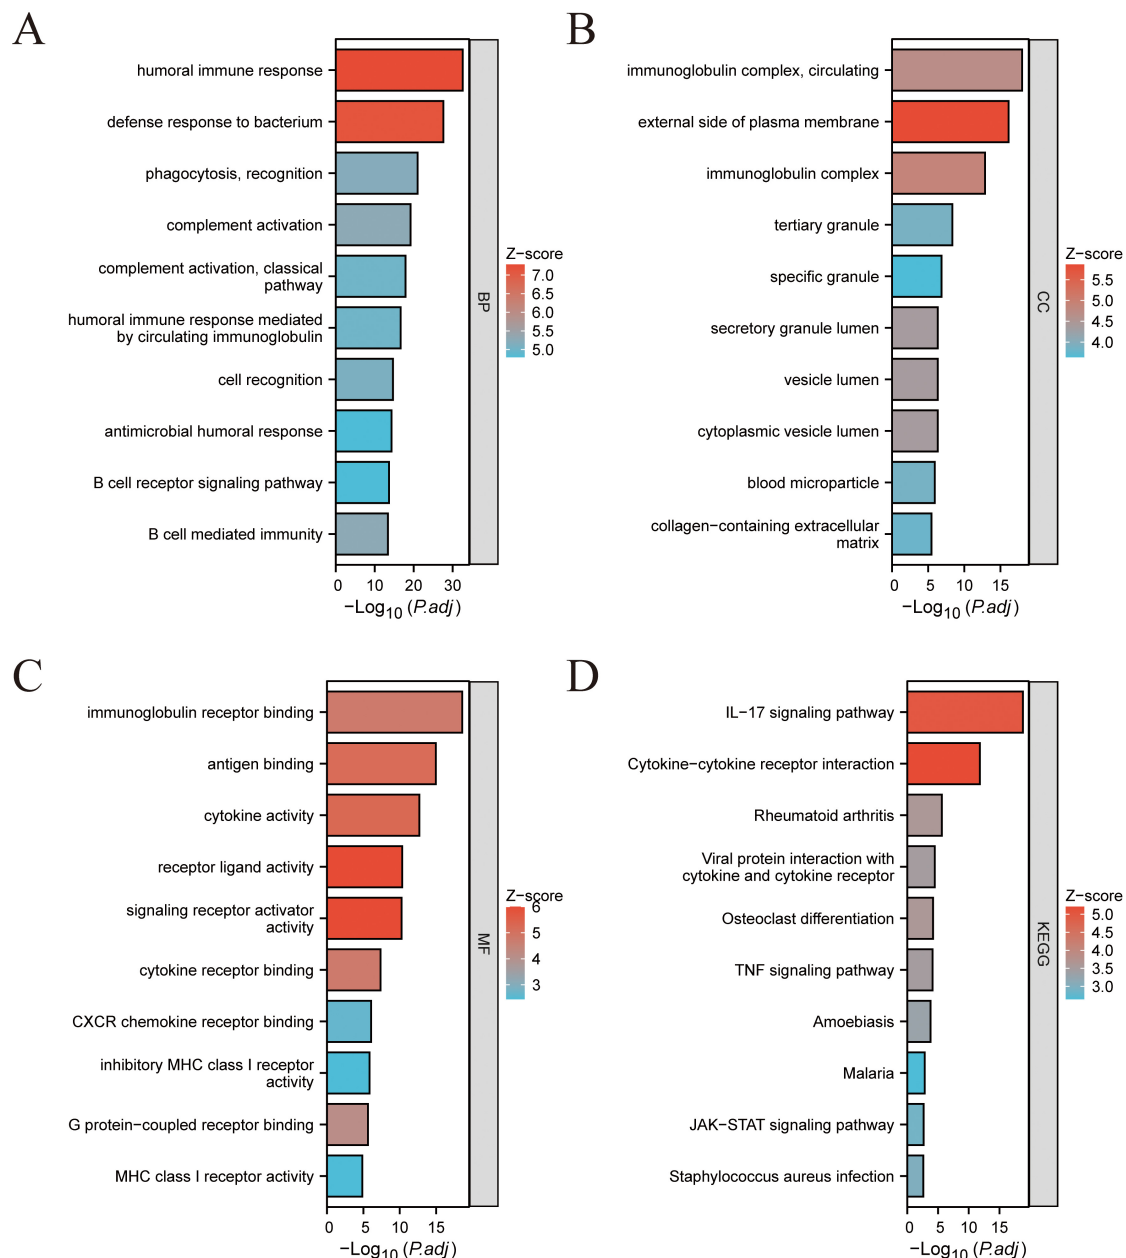 A
humoral immune response
defense response to bacterium
phagocytosis, recognition
complement activation
complement activation, classical
pathway
humoral immune response mediated
by circulating immunoglobulin
cell recognition
antimicrobial humoral response
B cell receptor signaling pathway
B cell mediated immunity
0 10 20 30
−Log10 (P.adj)
BP
Z−score
7.0
6.5
6.0
5.5
5.0
B
immunoglobulin complex, circulating
external side of plasma membrane
immunoglobulin complex
tertiary granule
specific granule
secretory granule lumen
vesicle lumen
cytoplasmic vesicle lumen
blood microparticle
collagen−containing extracellular
matrix
0 5 10 15
−Log10 (P.adj)
CC
Z−score
5.5
5.0
4.5
4.0
C
immunoglobulin receptor binding
antigen binding
cytokine activity
receptor ligand activity
signaling receptor activator
activity
cytokine receptor binding
CXCR chemokine receptor binding
inhibitory MHC class I receptor
activity
G protein−coupled receptor binding
MHC class I receptor activity
0 5 10 15
−Log10 (P.adj)
MF
Z−score
6
5
4
3
D
IL−17 signaling pathway
Cytokine−cytokine receptor interaction
Rheumatoid arthritis
Viral protein interaction with
cytokine and cytokine receptor
Osteoclast differentiation
TNF signaling pathway
Amoebiasis
Malaria
JAK−STAT signaling pathway
Staphylococcus aureus infection
0 5 10 15
−Log10 (P.adj)
KEGG
Z−score
5.0
4.5
4.0
3.5
3.0